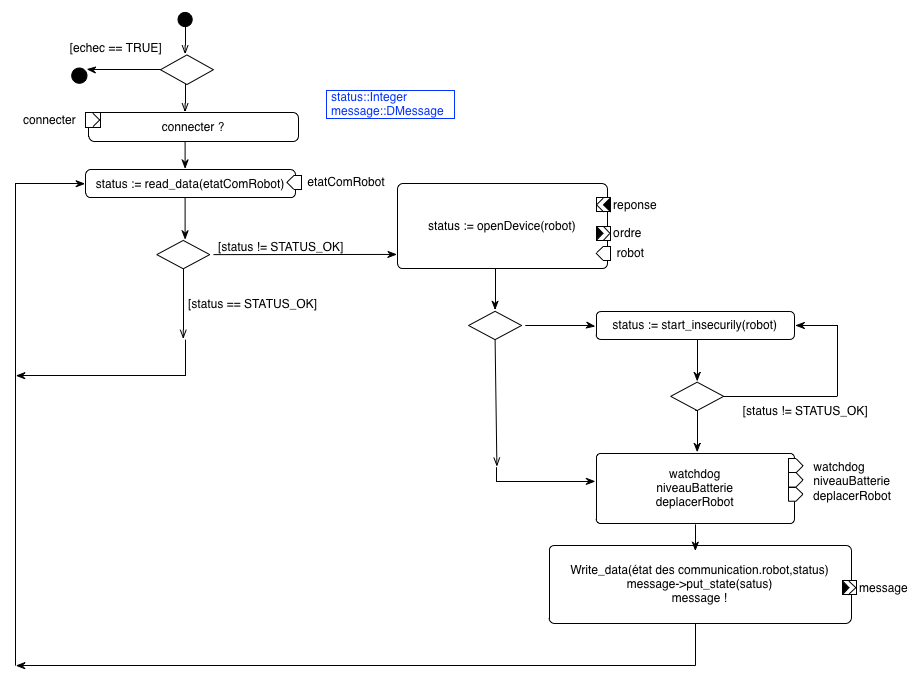 [echec == TRUE]
status::Integer
message::DMessage
connecter
connecter ?
status := read_data(etatComRobot)
etatComRobot
status := openDevice(robot)
reponse
ordre
robot
[status != STATUS_OK]
[status == STATUS_OK]
status := start_insecurily(robot)
[status != STATUS_OK]
watchdog
niveauBatterie
deplacerRobot
watchdog
niveauBatterie
deplacerRobot
Write_data(état des communication.robot,status)
message->put_state(satus)
message !
message